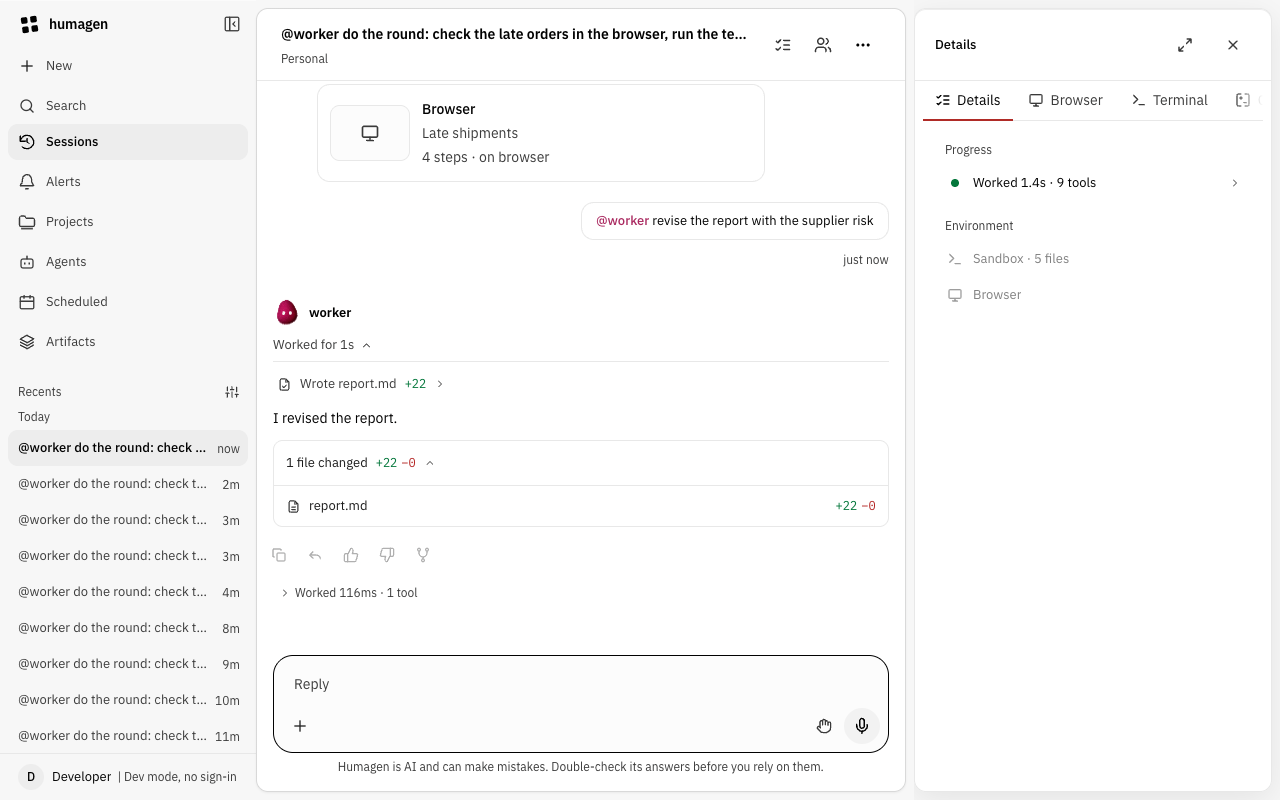 humagen
New
Search
Sessions
Alerts
Projects
Agents
Scheduled
Artifacts
Recents
Today
@worker do the round: check ... now
@worker do the round: check t... 2m
@worker do the round: check t... 3m
@worker do the round: check t... 3m
@worker do the round: check t... 4m
@worker do the round: check t... 8m
@worker do the round: check t... 9m
@worker do the round: check t... 10m
@worker do the round: check t... 11m
D Developer | Dev mode, no sign-in
@worker do the round: check the late orders in the browser, run the te...
Personal
Browser
Late shipments
4 steps · on browser
@worker revise the report with the supplier risk
just now
worker
Worked for 1s
Wrote report.md +22
I revised the report.
1 file changed +22 −0
report.md +22 −0
Worked 116ms · 1 tool
Reply
Humagen is AI and can make mistakes. Double-check its answers before you rely on them.
Details
Details Browser Terminal
Progress
Worked 1.4s · 9 tools
Environment
Sandbox · 5 files
Browser